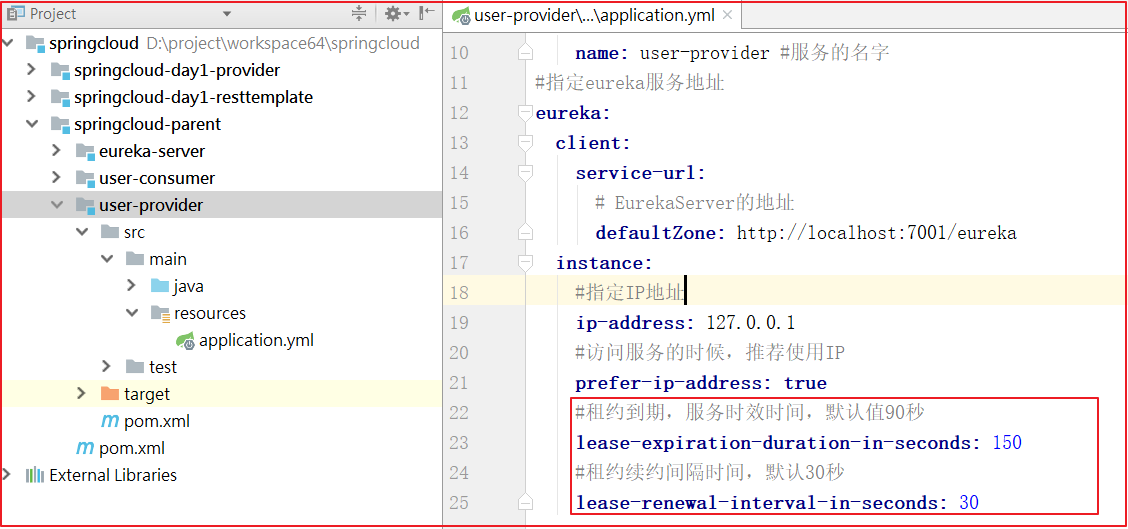 Project
springcloud D:\project\workspace64\springcloud
springcloud-day1-provider
springcloud-day1-resttemplate
springcloud-parent
eureka-server
user-consumer
user-provider
src
main
java
resources
application.yml
test
target
pom.xml
pom.xml
External Libraries
user-provider\...\application.yml
10 name: user-provider #服务的名字
11 #指定eureka服务地址
12 eureka:
13 client:
14 service-url:
15 # EurekaServer的地址
16 defaultZone: http://localhost:7001/eureka
17 instance:
18 #指定IP地址
19 ip-address: 127.0.0.1
20 #访问服务的时候，推荐使用IP
21 prefer-ip-address: true
22 #租约到期，服务时效时间，默认值90秒
23 lease-expiration-duration-in-seconds: 150
24 #租约续约间隔时间，默认30秒
25 lease-renewal-interval-in-seconds: 30